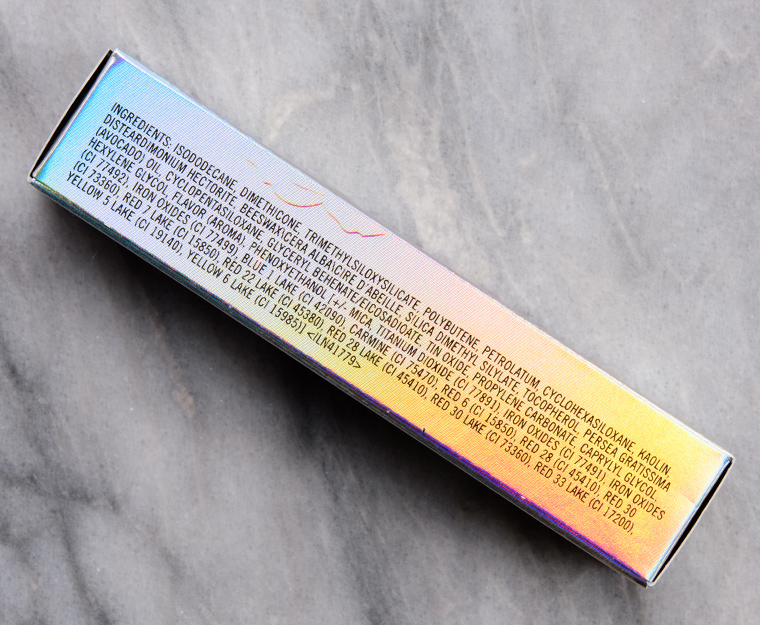 INGREDIENTS: ISODODECANE, DIMETHICONE, TRIMETHYLSILOXYSILICATE, POLYBUTENE, PETROLATUM, CYCLOHEXASILOXANE, KAOLIN,
DISTEARDIMONIUM HECTORITE, BEESWAX\CERA ALBA\CIRE D'ABEILLE, SILICA DIMETHYL SILYLATE, TOCOPHEROL, PERSEA GRATISSIMA
(AVOCADO) OIL, CYCLOPENTASILOXANE, GLYCERYL BEHENATE/EICOSADIOATE, TIN OXIDE, PROPYLENE CARBONATE, CAPRYLYL GLYCOL,
HEXYLENE GLYCOL, FLAVOR (AROMA), PHENOXYETHANOL [+/- MICA, TITANIUM DIOXIDE (CI 77891), IRON OXIDES (CI 77491), IRON OXIDES
(CI 77492), IRON OXIDES (CI 77499), BLUE 1 LAKE (CI 42090), CARMINE (CI 75470), RED 6 (CI 15850), RED 28 (CI 45410), RED 30
(CI 73360), RED 7 LAKE (CI 15850), RED 22 LAKE (CI 45380), RED 28 LAKE (CI 45410), RED 30 LAKE (CI 73360), RED 33 LAKE (CI 17200),
YELLOW 5 LAKE (CI 19140), YELLOW 6 LAKE (CI 15985)] <ILN41779>